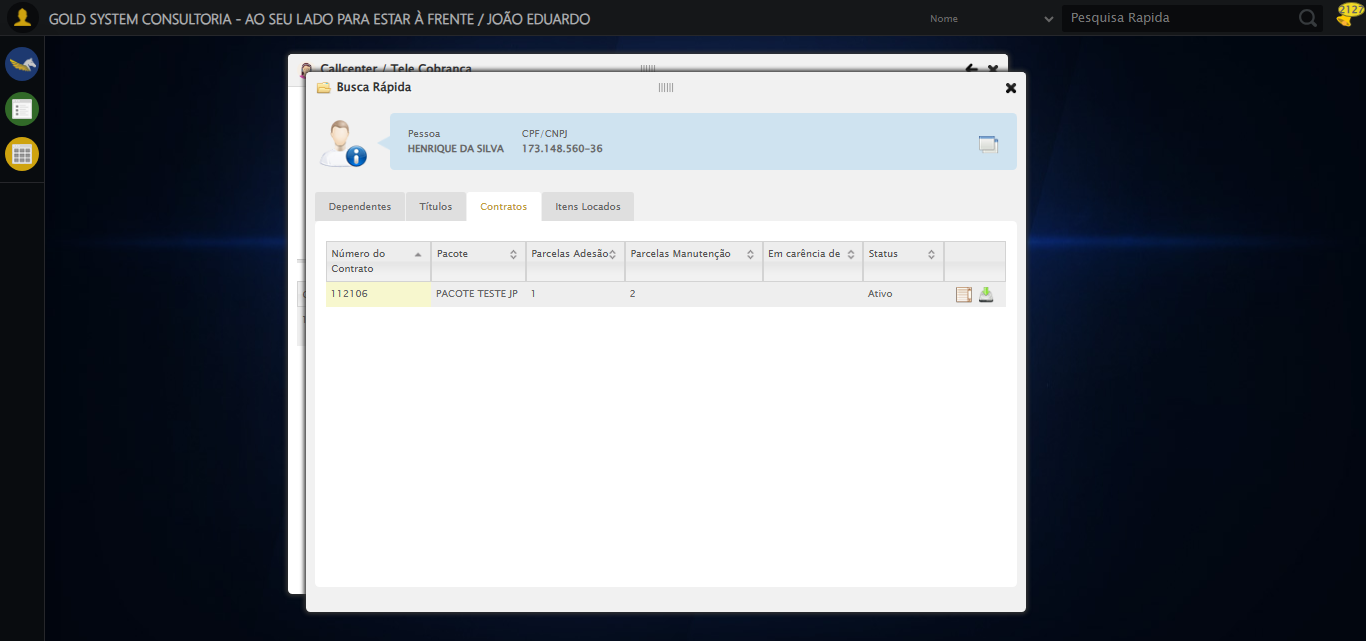 GOLD SYSTEM CONSULTORIA - AO SEU LADO PARA ESTAR À FRENTE / JOÃO EDUARDO
Nome
Pesquisa Rapida
2127
Callcenter / Tele Cobrança
Busca Rápida
Pessoa CPF/CNPJ
HENRIQUE DA SILVA 173.148.560-36
Dependentes Títulos Contratos Itens Locados
Número do Contrato Pacote Parcelas Adesão Parcelas Manutenção Em carência de Status
112106 PACOTE TESTE JP 1 2 Ativo